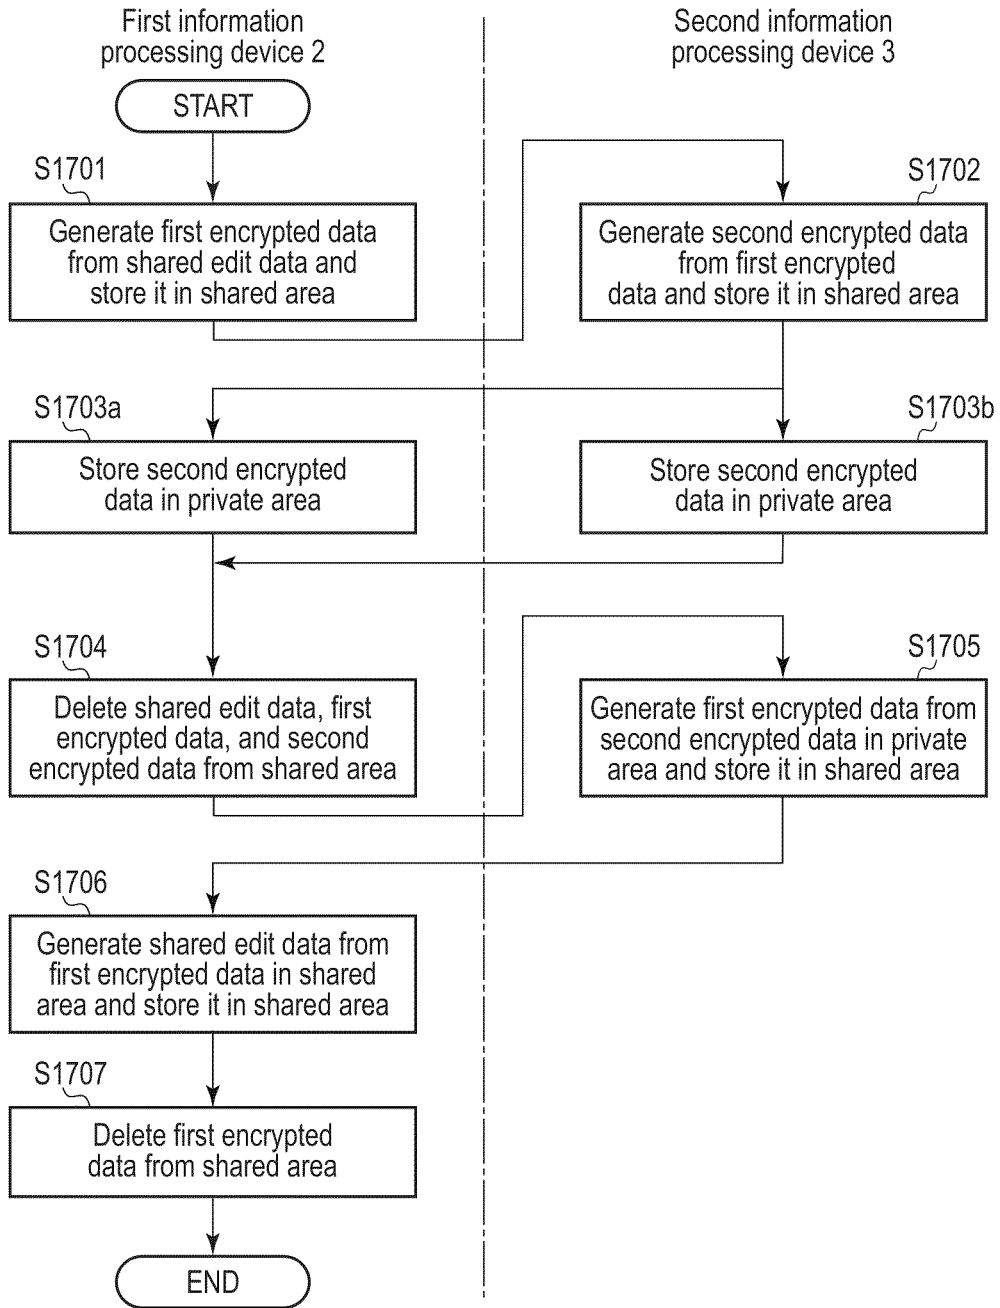 First information
processing device 2
Second information
processing device 3
START
S1701
Generate first encrypted data
from shared edit data and
store it in shared area
S1702
Generate second encrypted data
from first encrypted
data and store it in shared area
S1703a
Store second encrypted
data in private area
S1703b
Store second encrypted
data in private area
S1704
Delete shared edit data, first
encrypted data, and second
encrypted data from shared area
S1705
Generate first encrypted data from
second encrypted data in private
area and store it in shared area
S1706
Generate shared edit data from
first encrypted data in shared
area and store it in shared area
S1707
Delete first encrypted
data from shared area
END